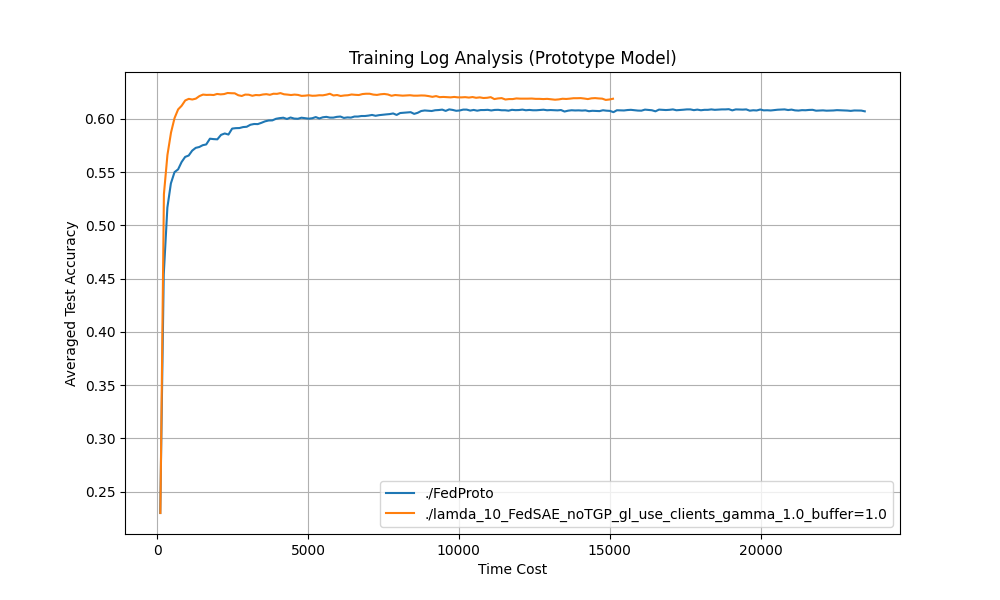 Training Log Analysis (Prototype Model)
Averaged Test Accuracy
0.60
0.55
0.50
0.45
0.40
0.35
0.30
0.25
./FedProto
./lamda_10_FedSAE_noTGP_gl_use_clients_gamma_1.0_buffer=1.0
0 5000 10000 15000 20000
Time Cost